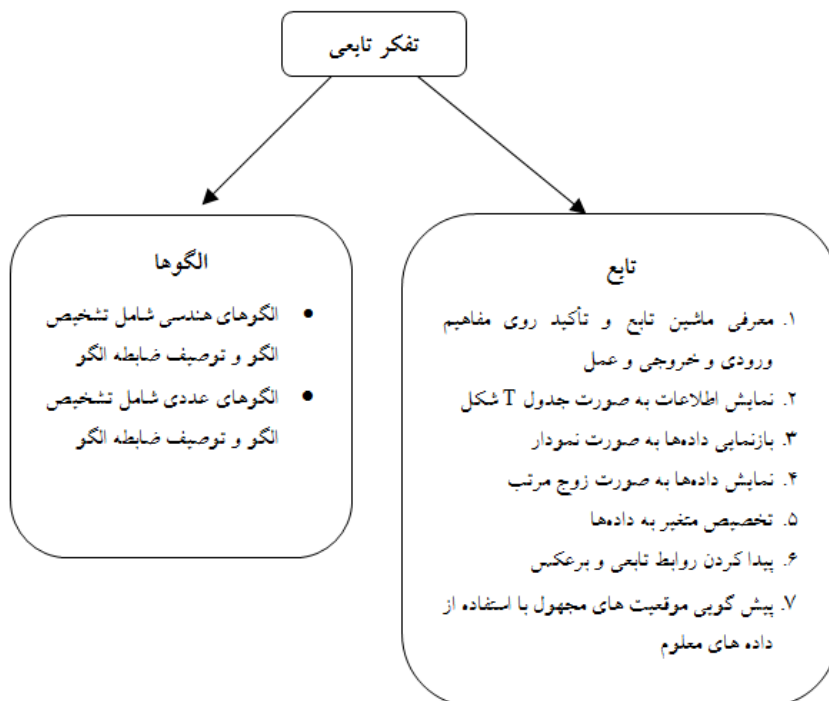 تفکر تابعی
تابع
۱. معرفی ماشین تابع و تأکید روی مفاهیم
ورودی و خروجی و عمل
۲. نمایش اطلاعات به صورت جدول T شکل
۳. بازنمایی داده‌ها به صورت نمودار
۴. نمایش داده‌ها به صورت زوج مرتب
۵. تخصیص متغیر به داده‌ها
۶. پیدا کردن روابط تابعی و برعکس
۷. پیش گویی موقعیت های مجهول با استفاده از
داده های معلوم
الگوها
• الگوهای هندسی شامل تشخیص
الگو و توصیف ضابطه الگو
• الگوهای عددی شامل تشخیص
الگو و توصیف ضابطه الگو